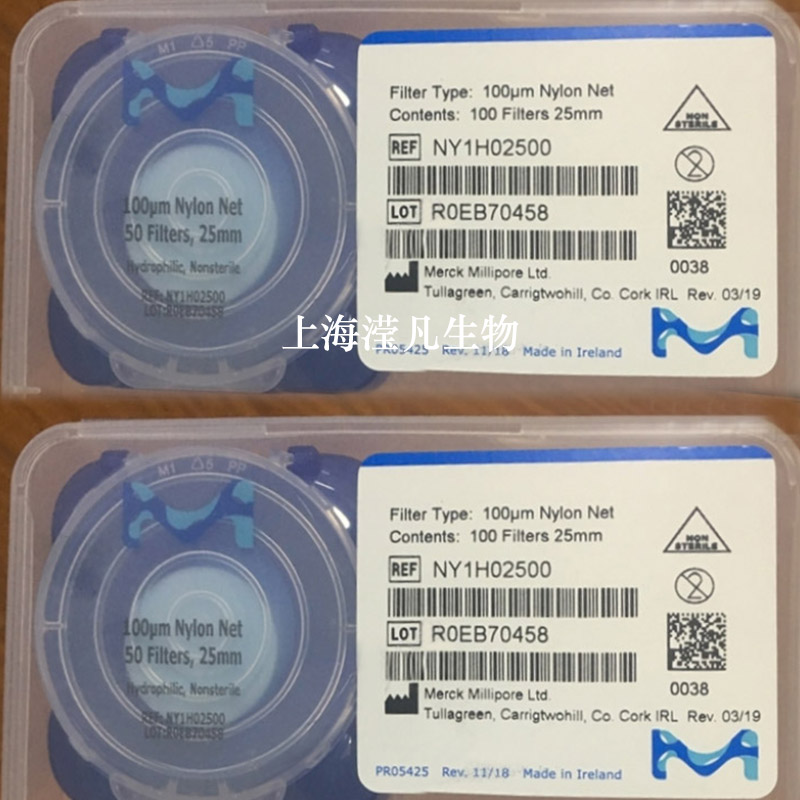 M1 5 PP
100µm Nylon Net
50 Filters, 25mm
Hydrophilic, Nonsterile
REF: NY1H02500
LOT:R0EB70458
Filter Type: 100µm Nylon Net
Contents: 100 Filters 25mm
REF NY1H02500
LOT R0EB70458
NON
STERILE
2
0038
Merck Millipore Ltd.
Tullagreen, Carrigtwohill, Co. Cork IRL Rev. 03/19
PR05425 Rev. 11/18 Made in Ireland
上海滢凡生物
M1 5 PP
100µm Nylon Net
50 Filters, 25mm
Hydrophilic, Nonsterile
REF: NY1H02500
LOT:R0EB70458
Filter Type: 100µm Nylon Net
Contents: 100 Filters 25mm
REF NY1H02500
LOT R0EB70458
NON
STERILE
2
0038
Merck Millipore Ltd.
Tullagreen, Carrigtwohill, Co. Cork IRL Rev. 03/19
PR05425 Rev. 11/18 Made in Ireland